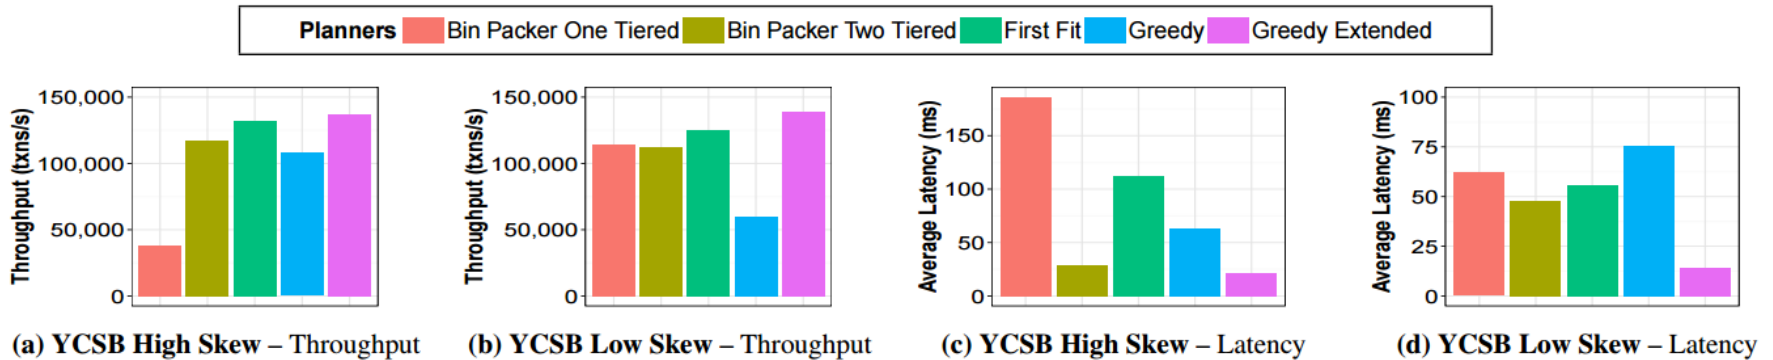 Planners Bin Packer One Tiered Bin Packer Two Tiered First Fit Greedy Greedy Extended
Throughput (txns/s)
150,000
100,000
50,000
0
(a) YCSB High Skew – Throughput
Throughput (txns/s)
150,000
100,000
50,000
0
(b) YCSB Low Skew – Throughput
Average Latency (ms)
150
100
50
0
(c) YCSB High Skew – Latency
Average Latency (ms)
100
75
50
25
0
(d) YCSB Low Skew – Latency